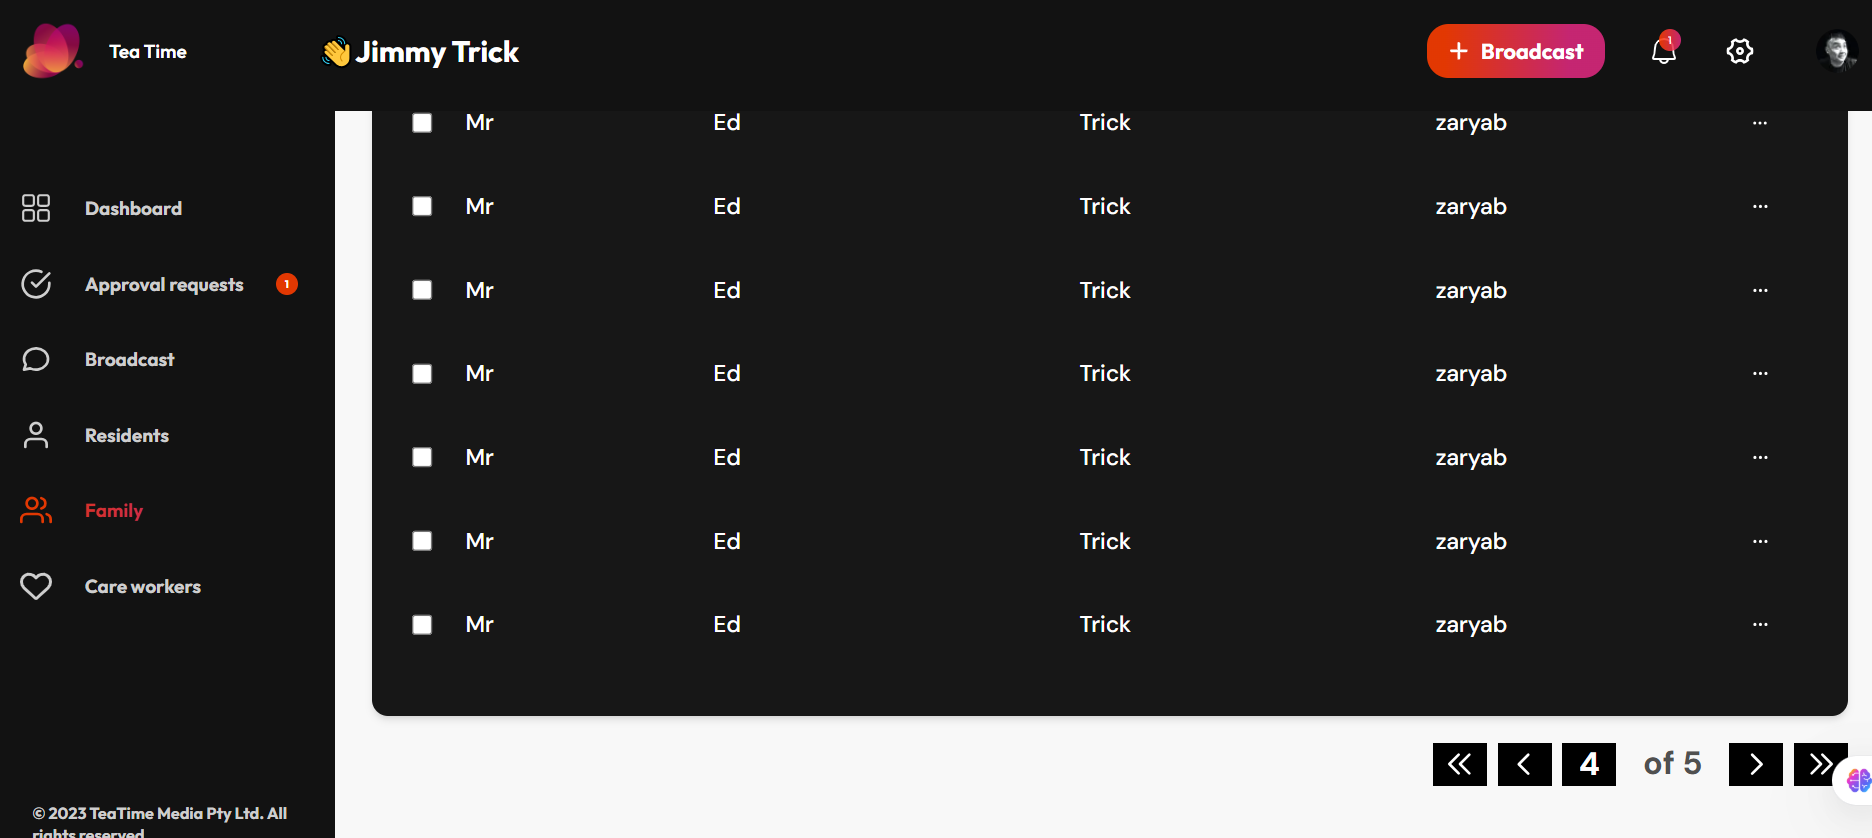 Tea Time
👋Jimmy Trick
+ Broadcast
1
Mr Ed Trick zaryab ...
Mr Ed Trick zaryab ...
Mr Ed Trick zaryab ...
Mr Ed Trick zaryab ...
Mr Ed Trick zaryab ...
Mr Ed Trick zaryab ...
Mr Ed Trick zaryab ...
Dashboard
Approval requests 1
Broadcast
Residents
Family
Care workers
4 of 5
© 2023 TeaTime Media Pty Ltd. All
rights reserved